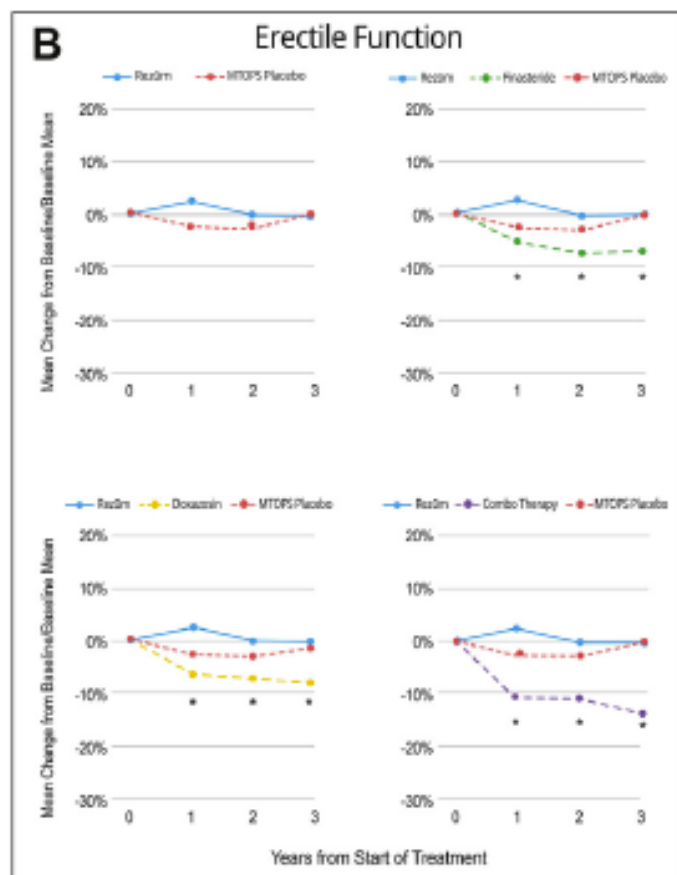 B
Erectile Function
Rezūm MTOPS Placebo
Rezūm Finasteride MTOPS Placebo
Mean Change from Baseline/Baseline Mean
20%
10%
0%
-10%
-20%
-30%
0 1 2 3
20%
10%
0%
-10%
-20%
-30%
* * *
0 1 2 3
Rezūm Doxazosin MTOPS Placebo
Rezūm Combo Therapy MTOPS Placebo
Mean Change from Baseline/Baseline Mean
20%
10%
0%
-10%
-20%
-30%
* * *
0 1 2 3
20%
10%
0%
-10%
-20%
-30%
* * *
0 1 2 3
Years from Start of Treatment